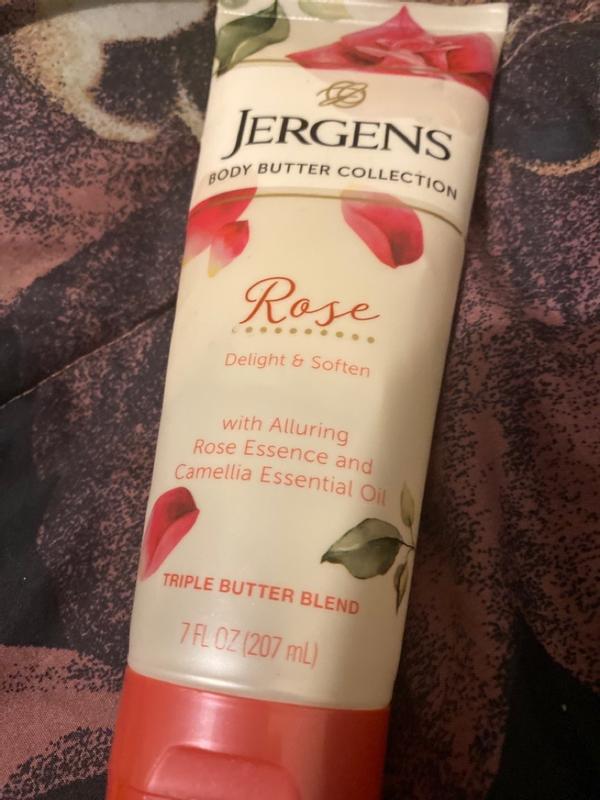 JERGENS
BODY BUTTER COLLECTION
Rose
Delight & Soften
with Alluring
Rose Essence and
Camellia Essential Oil
TRIPLE BUTTER BLEND
7 FL OZ (207 mL)